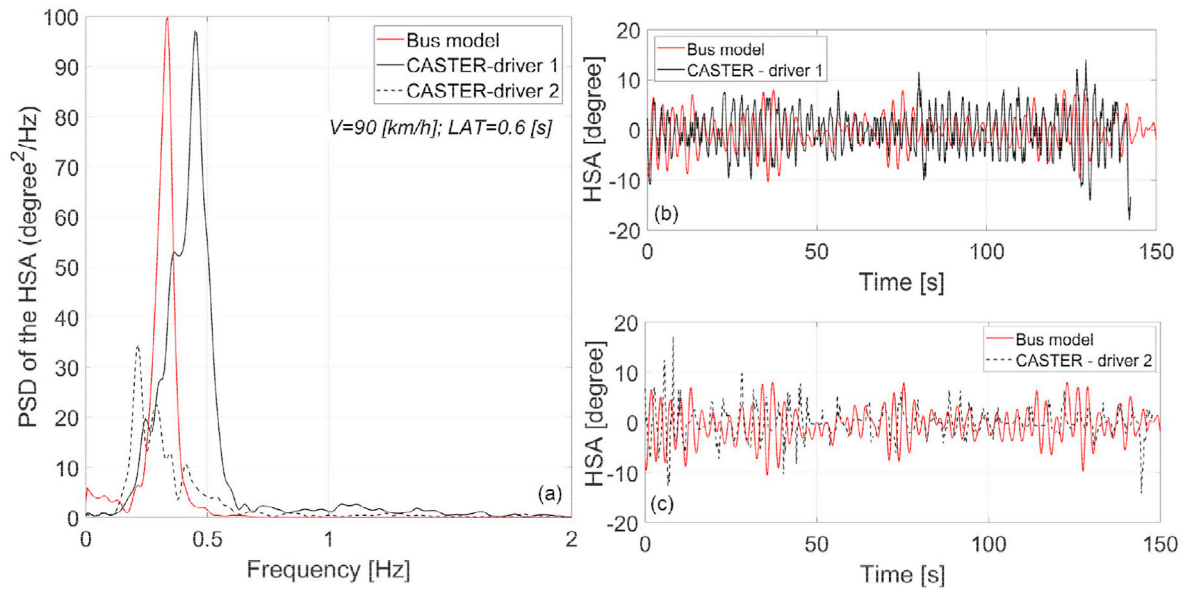 PSD of the HSA (degree²/Hz)
100
90
80
70
60
50
40
30
20
10
0
Bus model
CASTER-driver 1
CASTER-driver 2
V=90 [km/h]; LAT=0.6 [s]
(a)
0 0.5 1 2
Frequency [Hz]
HSA [degree]
20
10
0
-10
-20
Bus model
CASTER - driver 1
(b)
0 50 100 150
Time [s]
HSA [degree]
20
10
0
-10
-20
Bus model
CASTER - driver 2
(c)
0 50 100 150
Time [s]